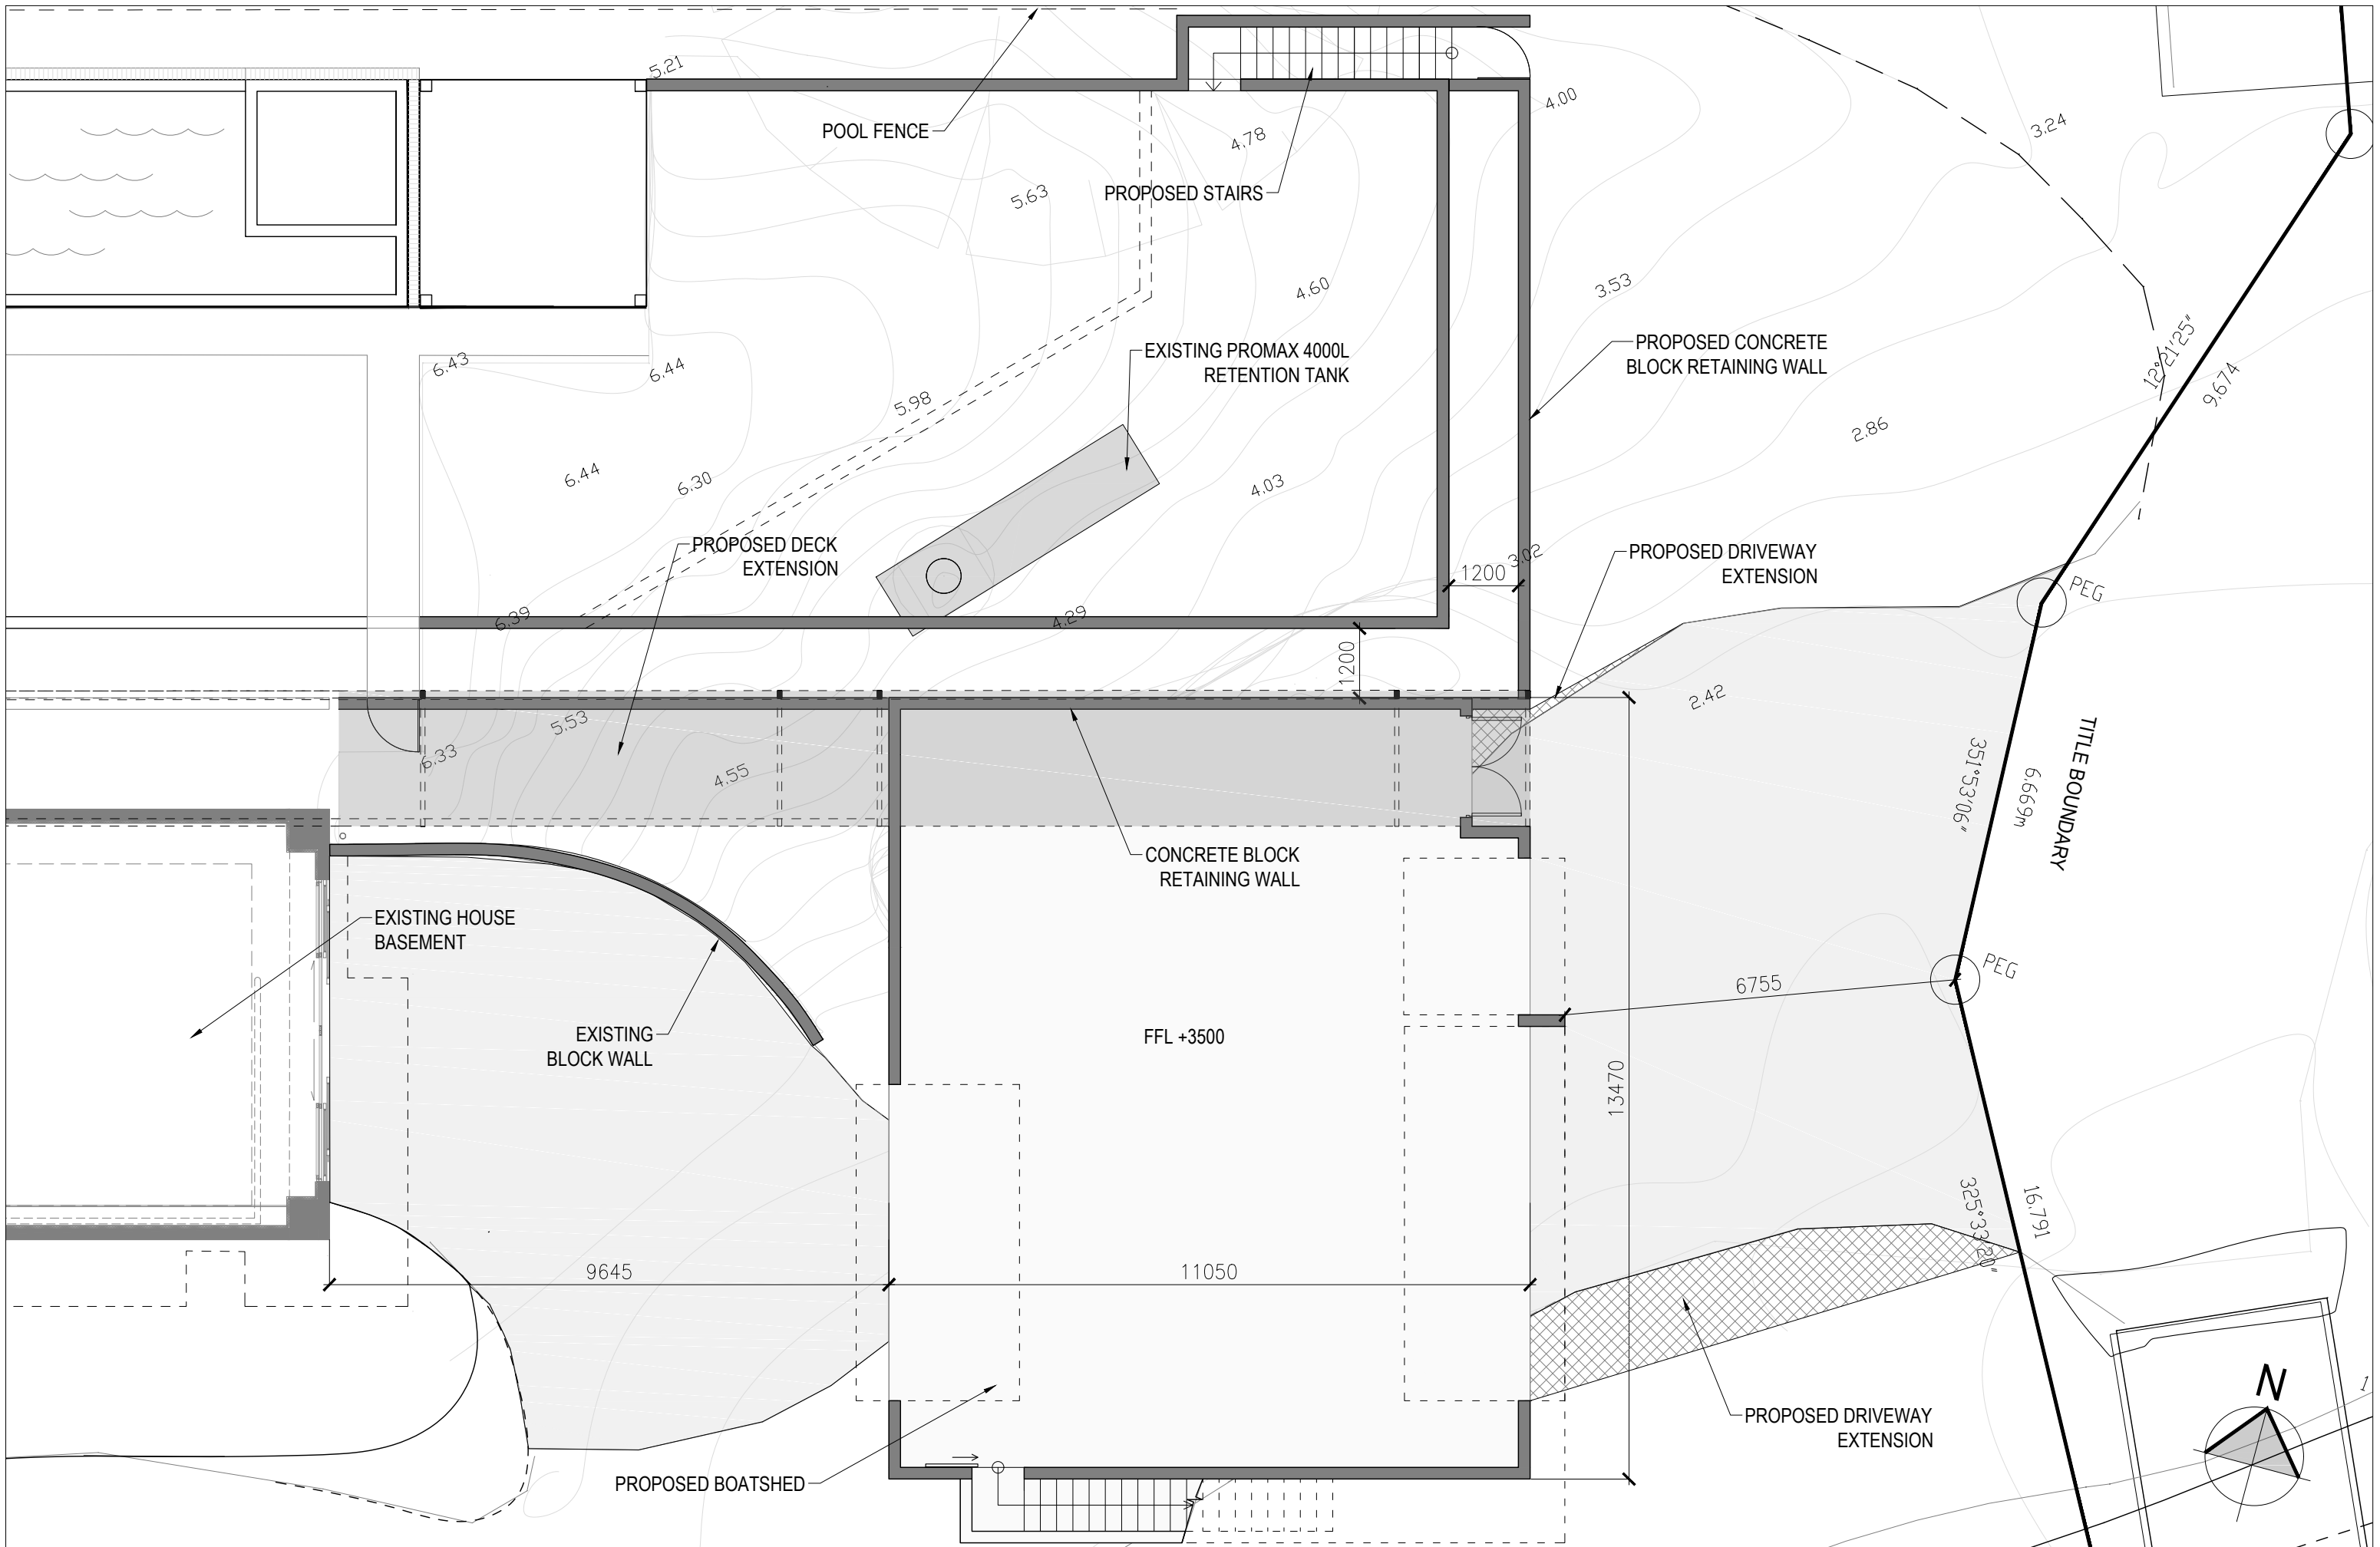 5.21
4.00
3.24
POOL FENCE
4.78
PROPOSED STAIRS
5.63
4.60
3.53
EXISTING PROMAX 4000L
RETENTION TANK
PROPOSED CONCRETE
BLOCK RETAINING WALL
12°21'25"
9.674
6.43
6.44
5.98
2.86
6.44
6.30
4.03
PROPOSED DECK
EXTENSION
3.02
1200
PROPOSED DRIVEWAY
EXTENSION
PEG
6.39
4.29
1200
2.42
5.53
6.33
4.55
351°53'06"
6.669m
TITLE BOUNDARY
CONCRETE BLOCK
RETAINING WALL
EXISTING HOUSE
BASEMENT
PEG
6755
EXISTING
BLOCK WALL
FFL +3500
13470
325°33'20"
16.791
9645
11050
N
1
PROPOSED DRIVEWAY
EXTENSION
PROPOSED BOATSHED